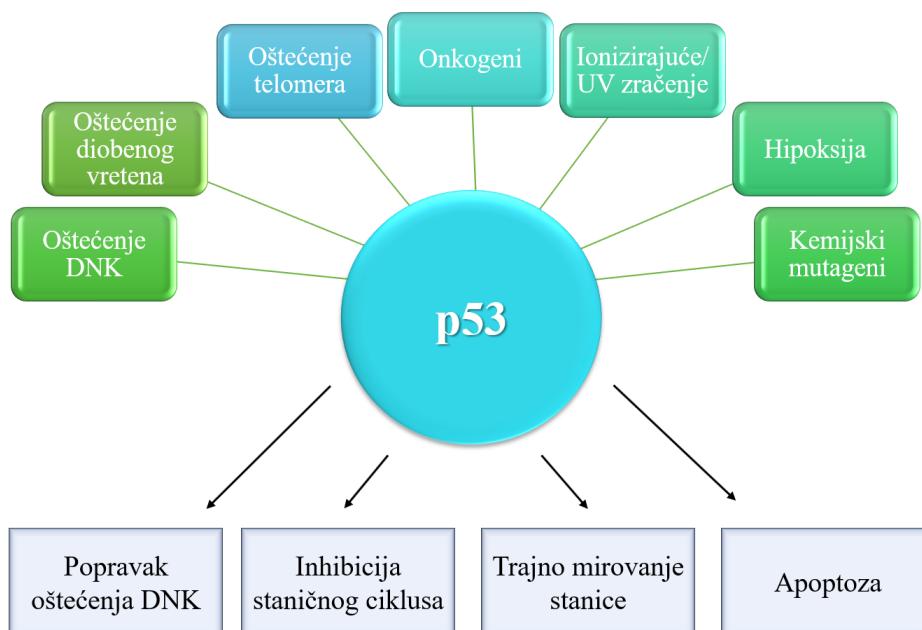 Oštećenje
DNK
Oštećenje
diobenog
vretena
Oštećenje
telomera
Onkogeni
Ionizirajuće/
UV zračenje
Hipoksija
Kemijski
mutageni
p53
Popravak
oštećenja DNK
Inhibicija
staničnog ciklusa
Trajno mirovanje
stanice
Apoptoza